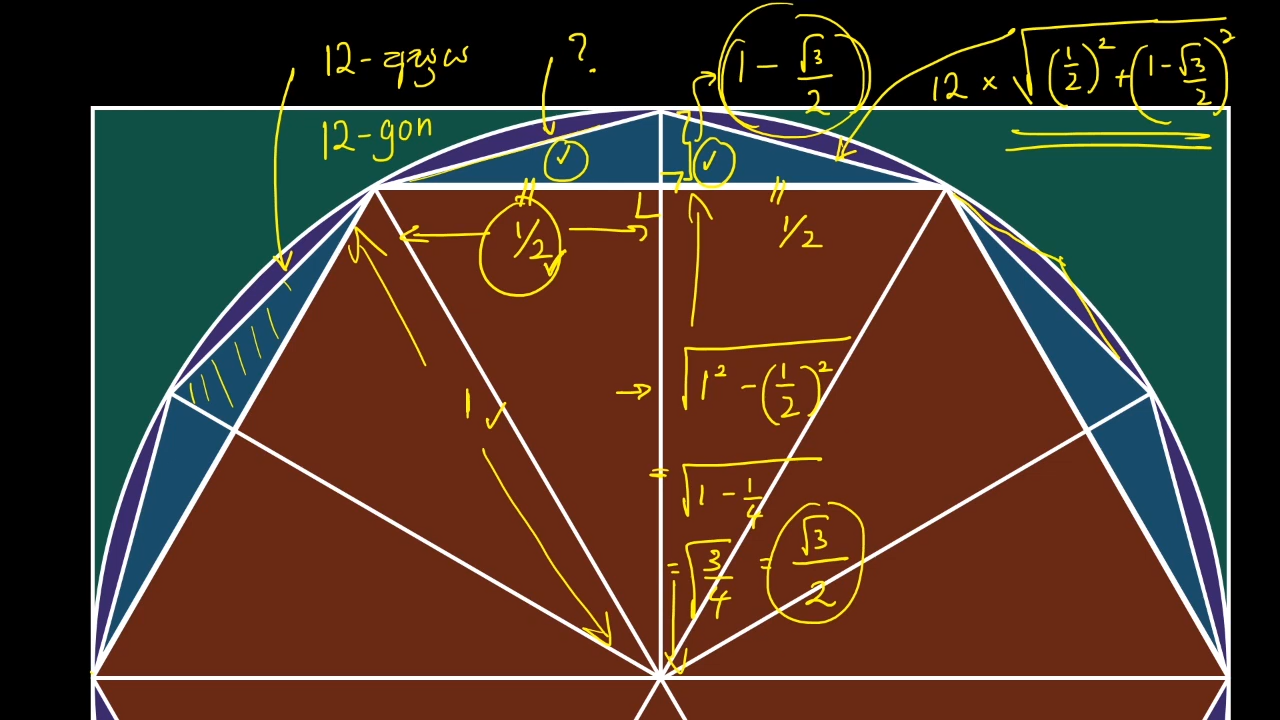 12-
12-gon
?
1 - √3/2
12 × √((1/2)² + (1-√3/2)²)
✓
✓
1/2 ✓
1/2
1 ✓
→ √(1² - (1/2)²)
= √(1 - 1/4)
= √(3/4) = √3/2